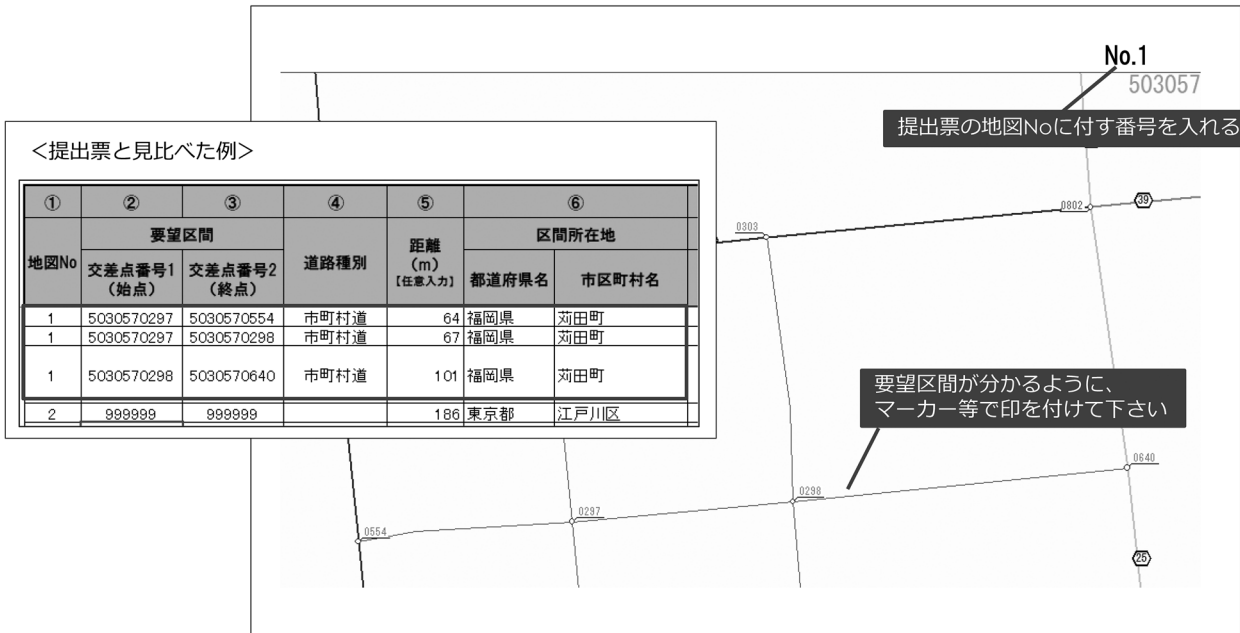 No.1
503057
提出票の地図Noに付す番号を入れる
＜提出票と見比べた例＞
① ② ③ ④ ⑤ ⑥
地図No 要望区間 道路種別 距離 (m) 【任意入力】 区間所在地
交差点番号1 (始点) 交差点番号2 (終点) 都道府県名 市区町村名
1 5030570297 5030570554 市町村道 64 福岡県 苅田町
1 5030570297 5030570298 市町村道 67 福岡県 苅田町
1 5030570298 5030570640 市町村道 101 福岡県 苅田町
2 999999 999999 186 東京都 江戸川区
0802
39
0303
要望区間が分かるように、
マーカー等で印を付けて下さい
0640
0298
0297
0554
25